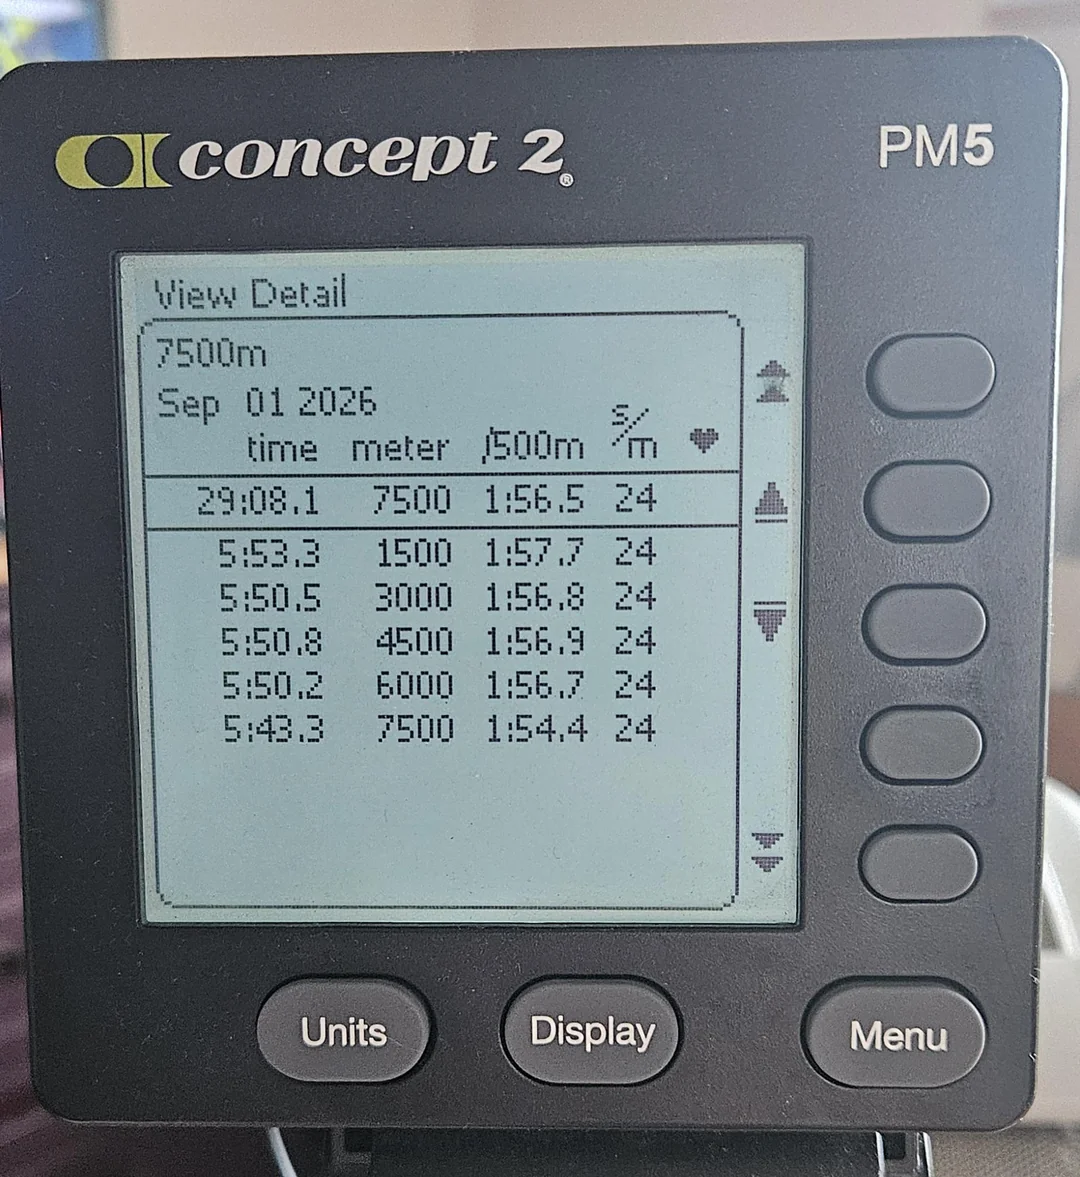 concept 2®
PM5
View Detail
7500m
Sep 01 2026
time meter /500m s/m
29:08.1 7500 1:56.5 24
5:53.3 1500 1:57.7 24
5:50.5 3000 1:56.8 24
5:50.8 4500 1:56.9 24
5:50.2 6000 1:56.7 24
5:43.3 7500 1:54.4 24
Units Display Menu